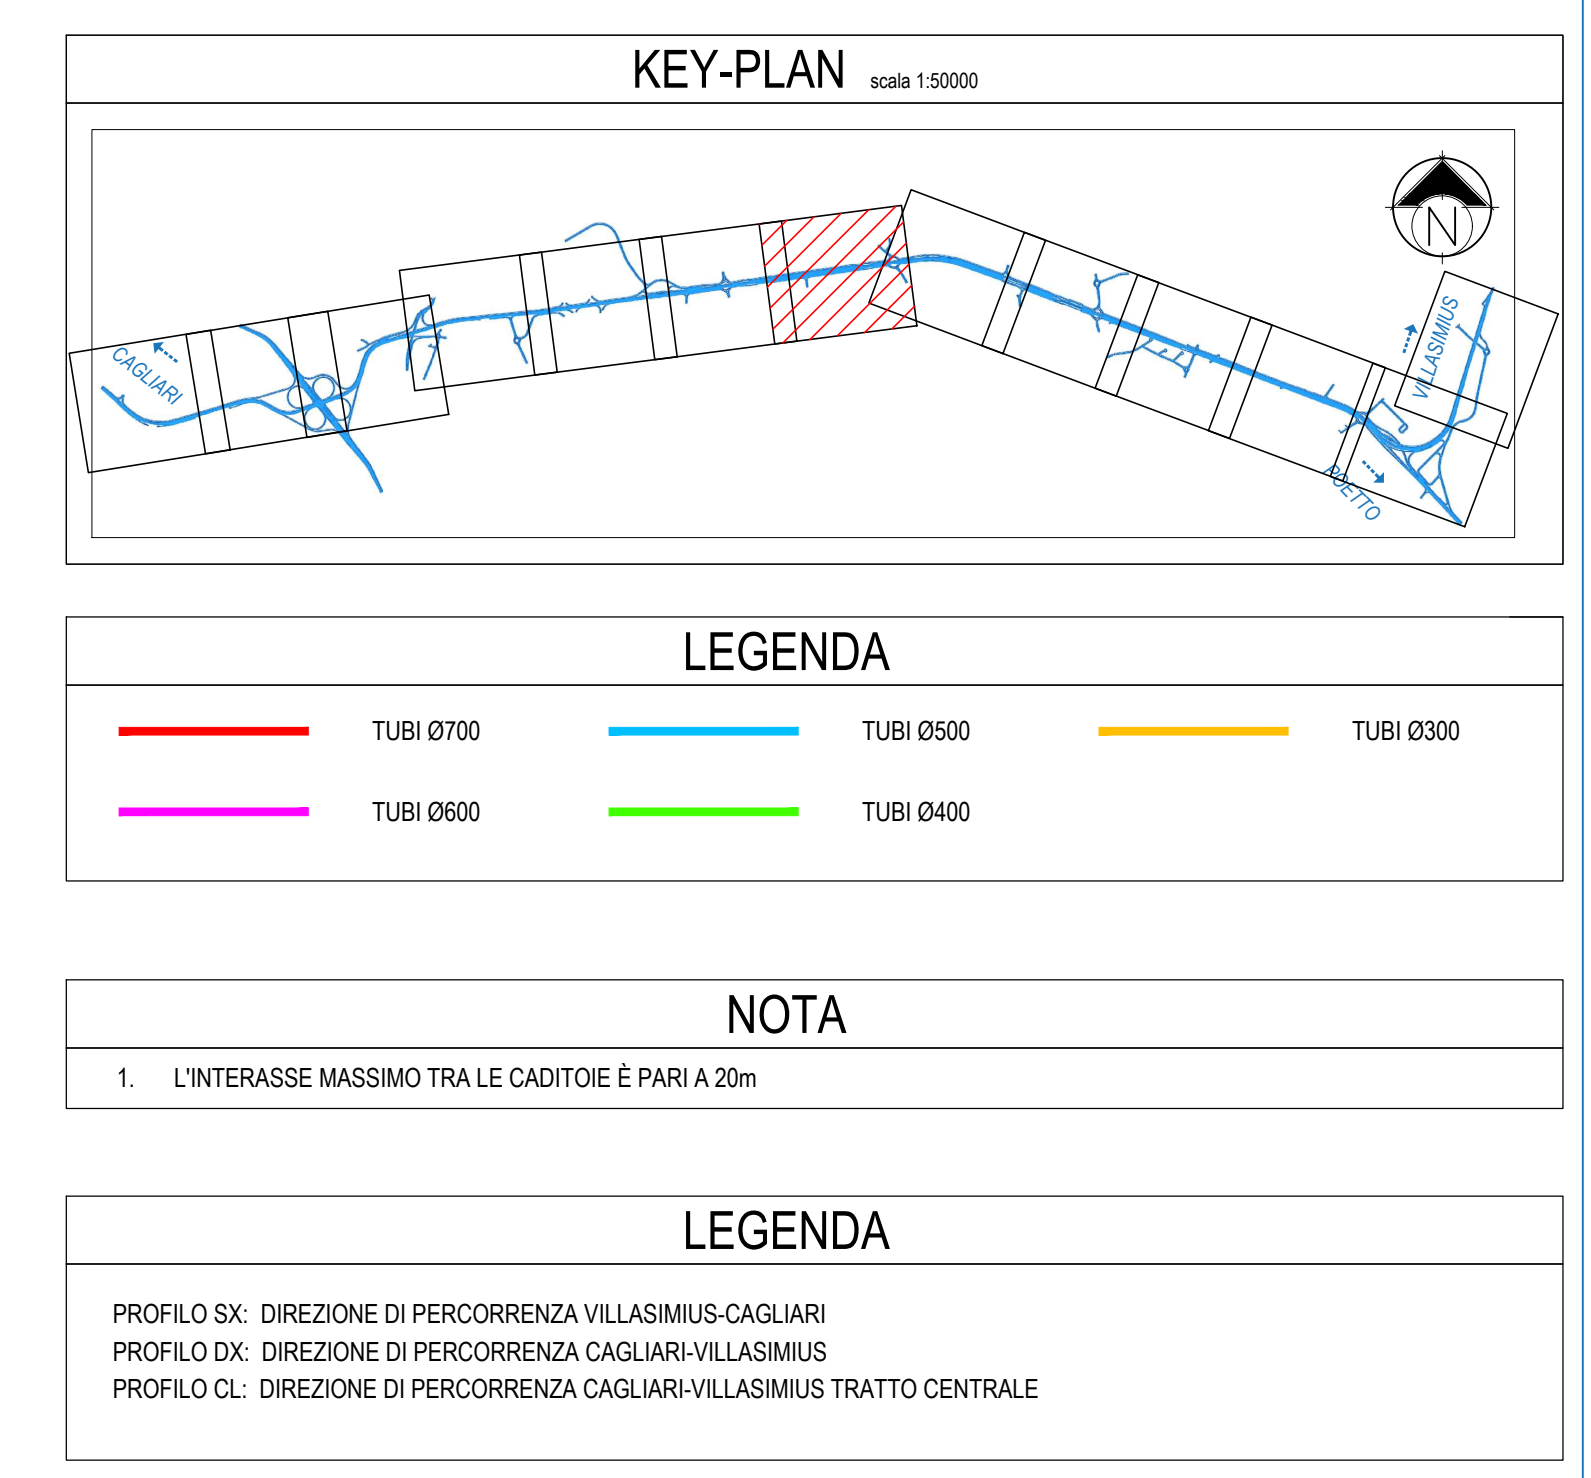 KEY-PLAN scala 1:50000
N
CAGLIARI
VILLASIMIUS
POETTO
LEGENDA
TUBI Ø700 TUBI Ø500 TUBI Ø300
TUBI Ø600 TUBI Ø400
NOTA
1. L'INTERASSE MASSIMO TRA LE CADITOIE È PARI A 20m
LEGENDA
PROFILO SX: DIREZIONE DI PERCORRENZA VILLASIMIUS-CAGLIARI
PROFILO DX: DIREZIONE DI PERCORRENZA CAGLIARI-VILLASIMIUS
PROFILO CL: DIREZIONE DI PERCORRENZA CAGLIARI-VILLASIMIUS TRATTO CENTRALE